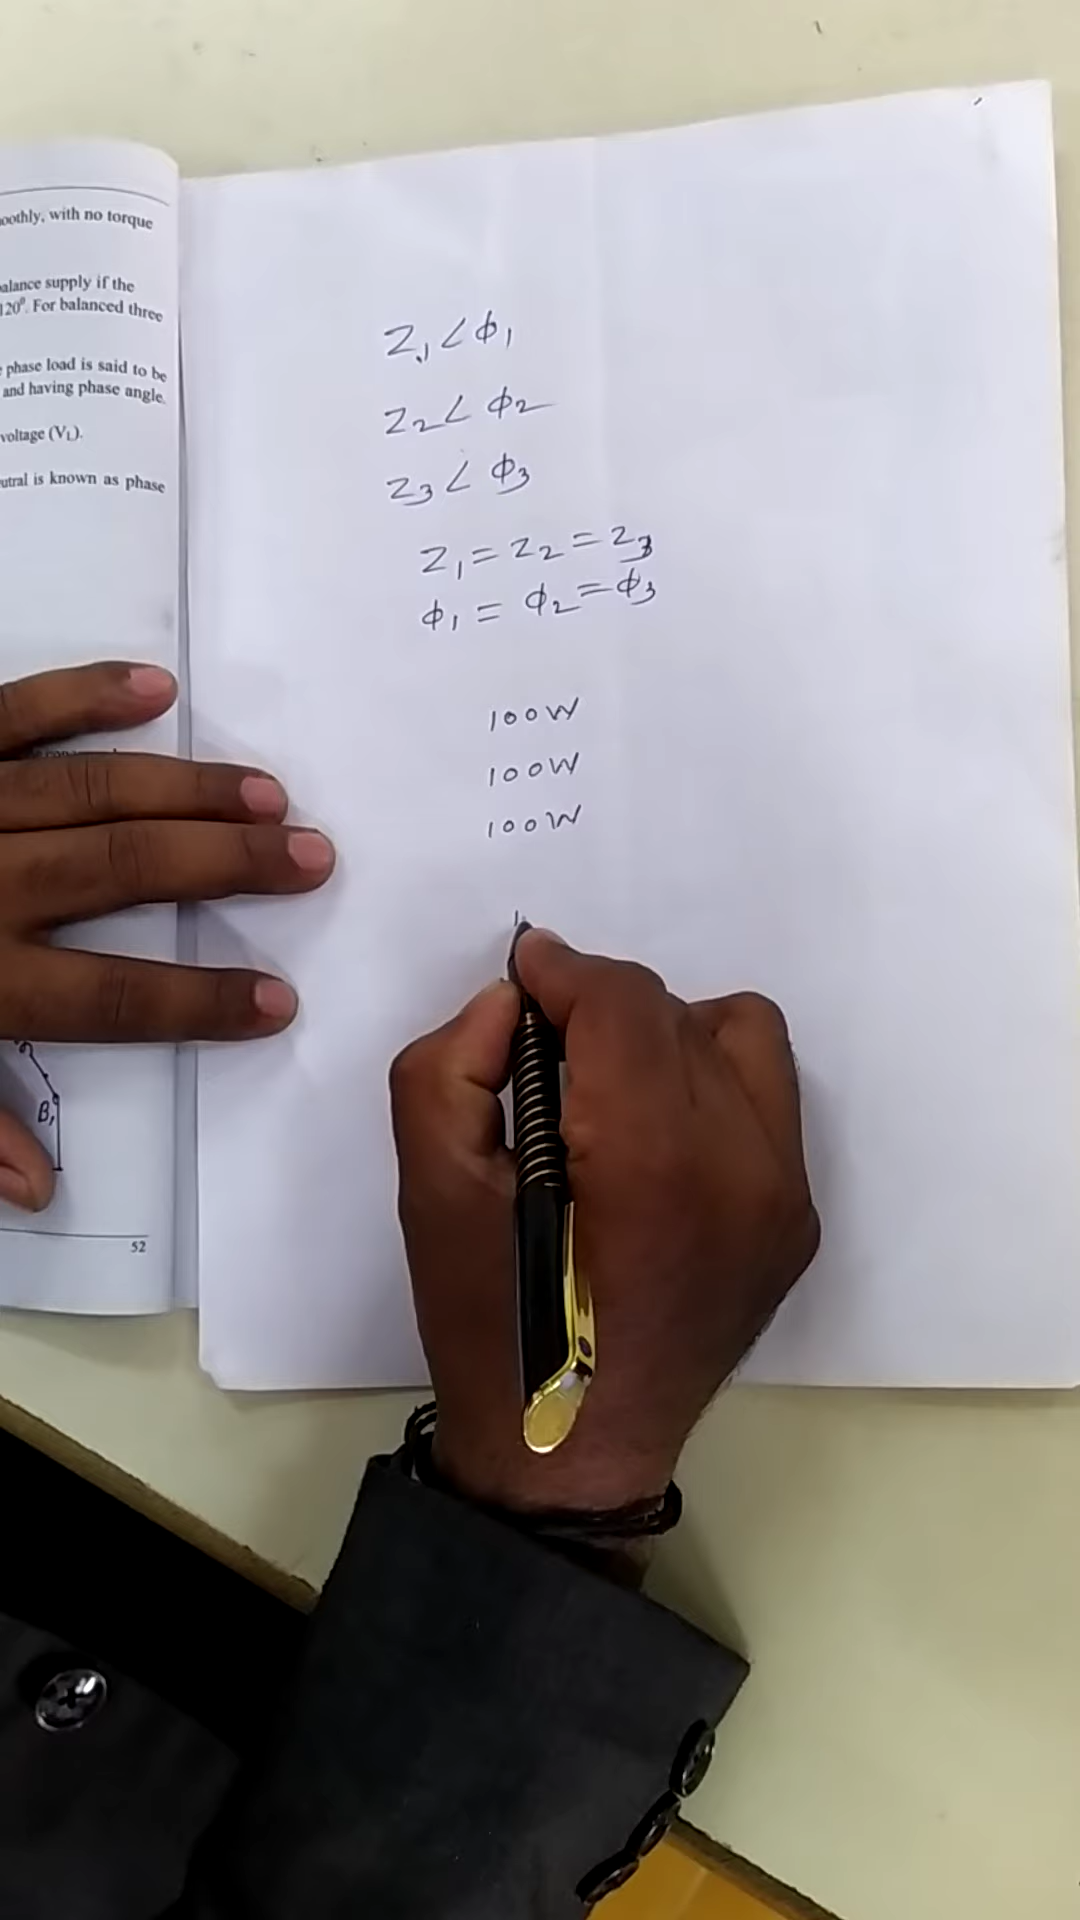 oothly, with no torque
alance supply if the
120⁰. For balanced three
phase load is said to be
and having phase angle.
voltage (VL).
utral is known as phase
B₁
52
Z₁ < ϕ₁
Z₂ < ϕ₂
Z₃ < ϕ₃
Z₁ = Z₂ = Z₃
ϕ₁ = ϕ₂ = ϕ₃
100W
100W
100W